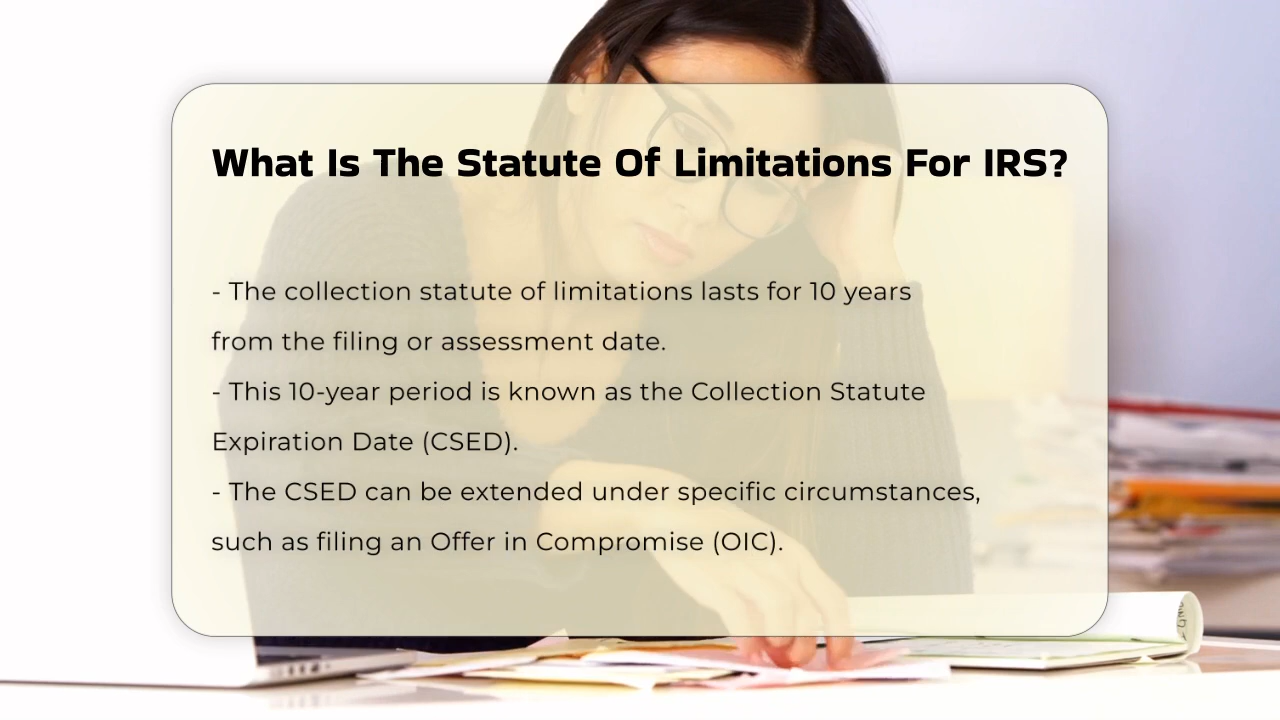 What Is The Statute Of Limitations For IRS?
- The collection statute of limitations lasts for 10 years
from the filing or assessment date.
- This 10-year period is known as the Collection Statute
Expiration Date (CSED).
- The CSED can be extended under specific circumstances,
such as filing an Offer in Compromise (OIC).